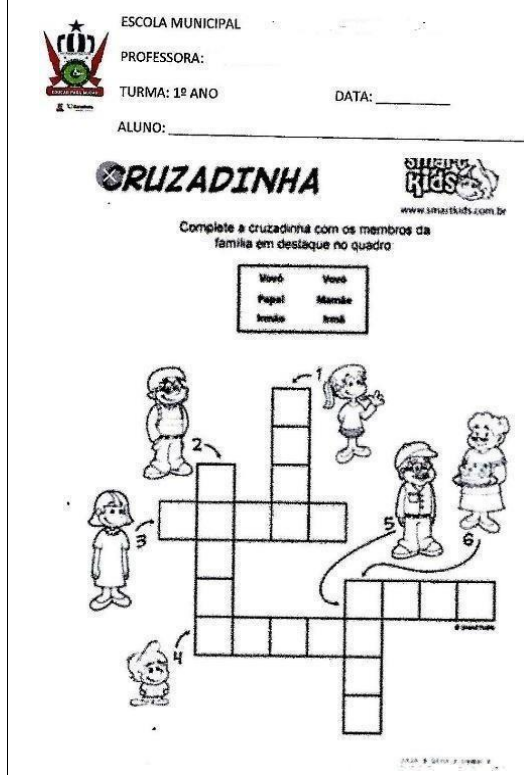 ESCOLA MUNICIPAL
PROFESSORA:
TURMA: 1º ANO
DATA:
ALUNO:
CRUZADINHA
smart kids
www.smartkids.com.br
Complete a cruzadinha com os membros da
família em destaque no quadro
Vovó Vovô
Papai Mamãe
Irmão Irmã
1
2
3
5
6
4